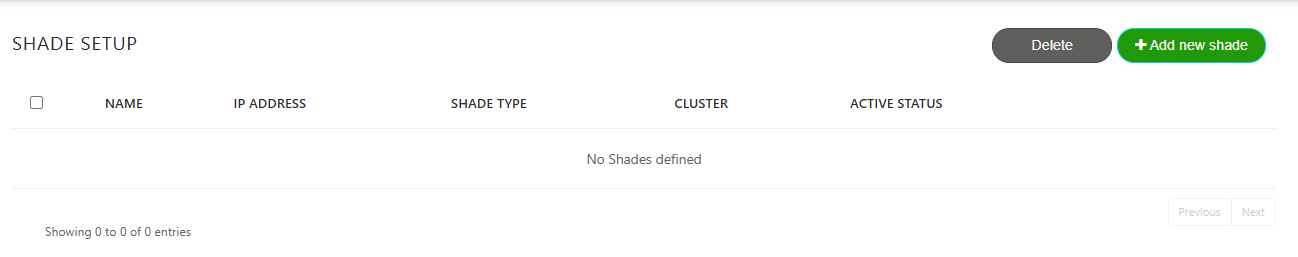 SHADE SETUP
Delete
Add new shade
NAME IP ADDRESS SHADE TYPE CLUSTER ACTIVE STATUS
No Shades defined
Previous Next
Showing 0 to 0 of 0 entries